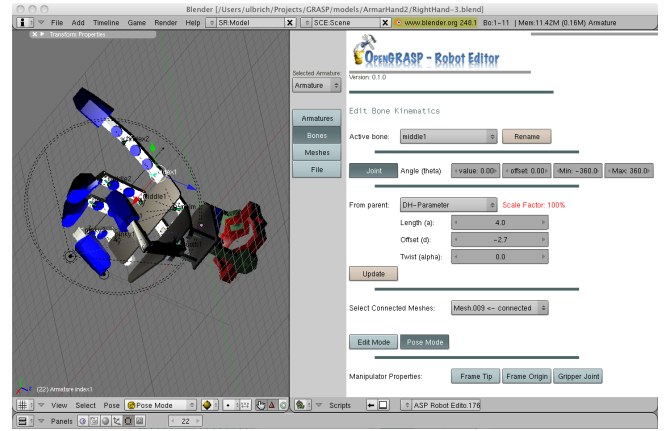 Blender [/Users/ulbrich/Projects/GRASP/models/ArmarHand2/RightHand-3.blend]
File Add Timeline Game Render Help SR:Model SCE:Scene www.blender.org 248.1 Bo:1-11 | Mem:11.42M (0.16M) Armature
Transform Properties
OpenGRASP - Robot Editor
Version: 0.1.0
Selected Armature:
Armature
Armatures
Bones
Meshes
File
Edit Bone Kinematics
Active bone: middle1 Rename
Joint Angle (theta) value: 0.00 offset: 0.00 Min: -360.0 Max: 360.0
From parent: DH-Parameter Scale Factor: 100%
Length (a): 4.0
Offset (d): -2.7
Twist (alpha): 0.0
Update
Select Connected Meshes: Mesh.009 <- connected
Edit Mode Pose Mode
Manipulator Properties: Frame Tip Frame Origin Gripper Joint
index1
middle1
(22) Armature index1
View Select Pose Pose Mode Scripts ASP Robot Edito.176
Panels 22